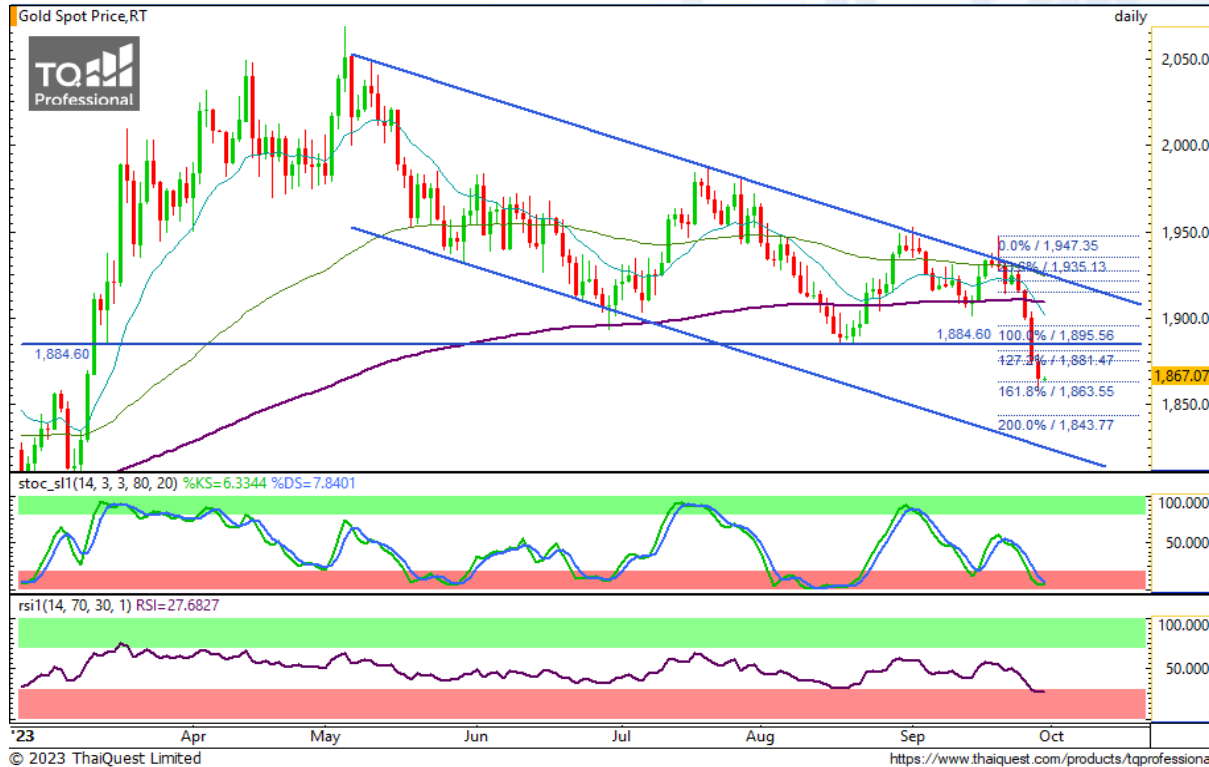 Gold Spot Price,RT
daily
TQ
Professional
2,050.0
2,000.0
1,950.0
1,900.0
1,867.07
1,850.0
0.0% / 1,947.35
/ 1,935.13
1,884.60
1,884.60
100.0% / 1,895.56
127.2% / 1,881.47
161.8% / 1,863.55
200.0% / 1,843.77
stoc_sl1(14, 3, 3, 80, 20) %KS=6.3344 %DS=7.8401
100.000
50.000
rsi1(14, 70, 30, 1) RSI=27.6827
100.000
50.000
'23 Apr May Jun Jul Aug Sep Oct
© 2023 ThaiQuest Limited
https://www.thaiquest.com/products/tqprofessiona